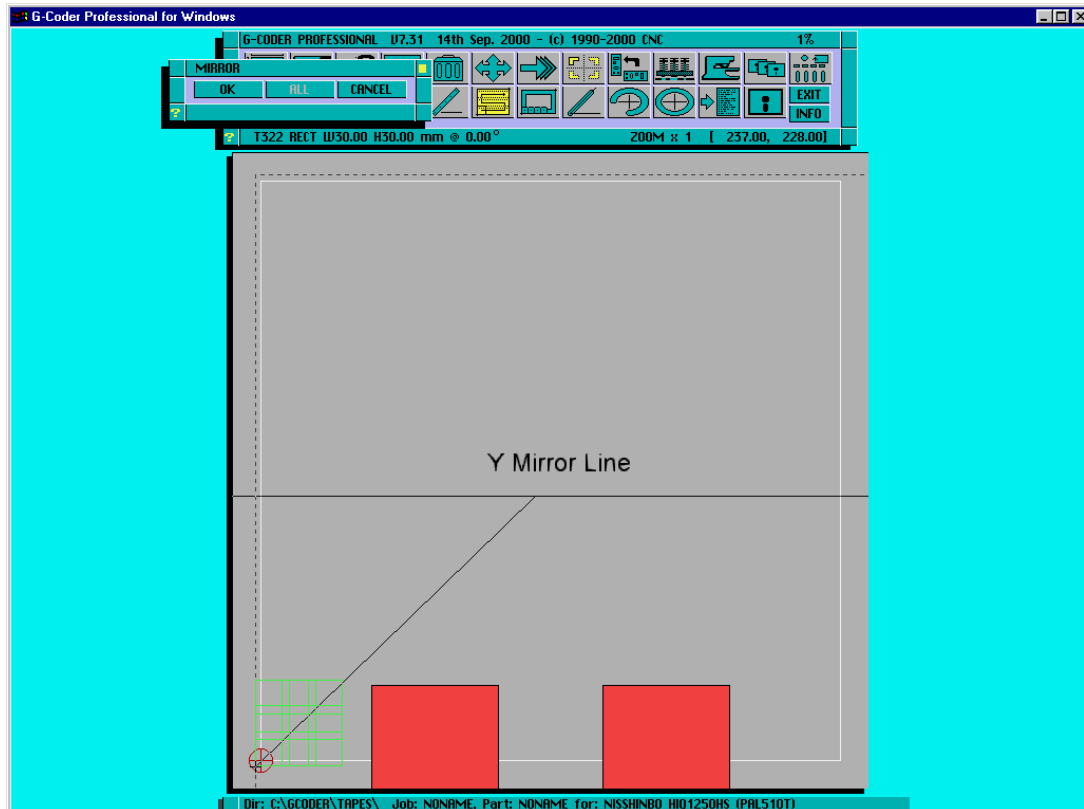 G-Coder Professional for Windows
G-CODER PROFESSIONAL V7.31 14th Sep. 2000 - (c) 1990-2000 CNC 1%
MIRROR
OK ALL CANCEL
EXIT
INFO
?
? T322 RECT W30.00 H30.00 mm @ 0.00° ZOOM x 1 [ 237.00, 228.00]
Y Mirror Line
Dir: C:\GCODER\TAPES\ Job: NONAME, Part: NONAME for: NISSHINBO HIQ1250HS (PAL510T)